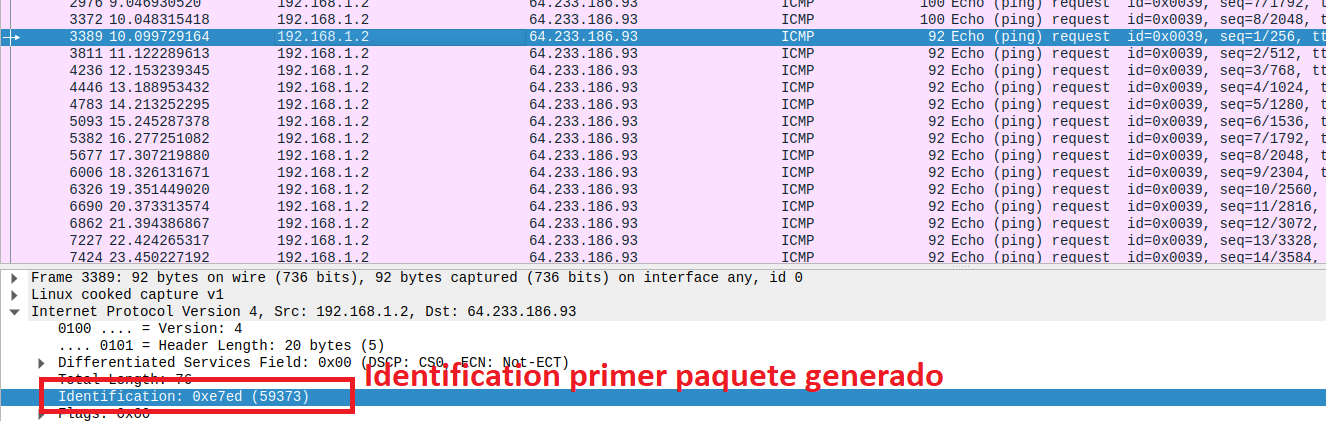 2976 9.046930520 192.168.1.2 64.233.186.93 ICMP 100 Echo (ping) request id=0x0039, seq=7/1792, tt
3372 10.048315418 192.168.1.2 64.233.186.93 ICMP 100 Echo (ping) request id=0x0039, seq=8/2048, tt
3389 10.099729164 192.168.1.2 64.233.186.93 ICMP 92 Echo (ping) request id=0x0039, seq=1/256, tt
3811 11.122289613 192.168.1.2 64.233.186.93 ICMP 92 Echo (ping) request id=0x0039, seq=2/512, tt
4236 12.153239345 192.168.1.2 64.233.186.93 ICMP 92 Echo (ping) request id=0x0039, seq=3/768, tt
4446 13.188953432 192.168.1.2 64.233.186.93 ICMP 92 Echo (ping) request id=0x0039, seq=4/1024, t
4783 14.213252295 192.168.1.2 64.233.186.93 ICMP 92 Echo (ping) request id=0x0039, seq=5/1280, t
5093 15.245287378 192.168.1.2 64.233.186.93 ICMP 92 Echo (ping) request id=0x0039, seq=6/1536, t
5382 16.277251082 192.168.1.2 64.233.186.93 ICMP 92 Echo (ping) request id=0x0039, seq=7/1792, t
5677 17.307219880 192.168.1.2 64.233.186.93 ICMP 92 Echo (ping) request id=0x0039, seq=8/2048, t
6006 18.326131671 192.168.1.2 64.233.186.93 ICMP 92 Echo (ping) request id=0x0039, seq=9/2304, t
6326 19.351449020 192.168.1.2 64.233.186.93 ICMP 92 Echo (ping) request id=0x0039, seq=10/2560,
6690 20.373313574 192.168.1.2 64.233.186.93 ICMP 92 Echo (ping) request id=0x0039, seq=11/2816,
6862 21.394386867 192.168.1.2 64.233.186.93 ICMP 92 Echo (ping) request id=0x0039, seq=12/3072,
7227 22.424265317 192.168.1.2 64.233.186.93 ICMP 92 Echo (ping) request id=0x0039, seq=13/3328,
7424 23.450227192 192.168.1.2 64.233.186.93 ICMP 92 Echo (ping) request id=0x0039, seq=14/3584,
Frame 3389: 92 bytes on wire (736 bits), 92 bytes captured (736 bits) on interface any, id 0
Linux cooked capture v1
Internet Protocol Version 4, Src: 192.168.1.2, Dst: 64.233.186.93
0100 .... = Version: 4
.... 0101 = Header Length: 20 bytes (5)
Differentiated Services Field: 0x00 (DSCP: CS0, ECN: Not-ECT)
Total Length: 76
Identification primer paquete generado
Identification: 0xe7ed (59373)
Flags: 0x00